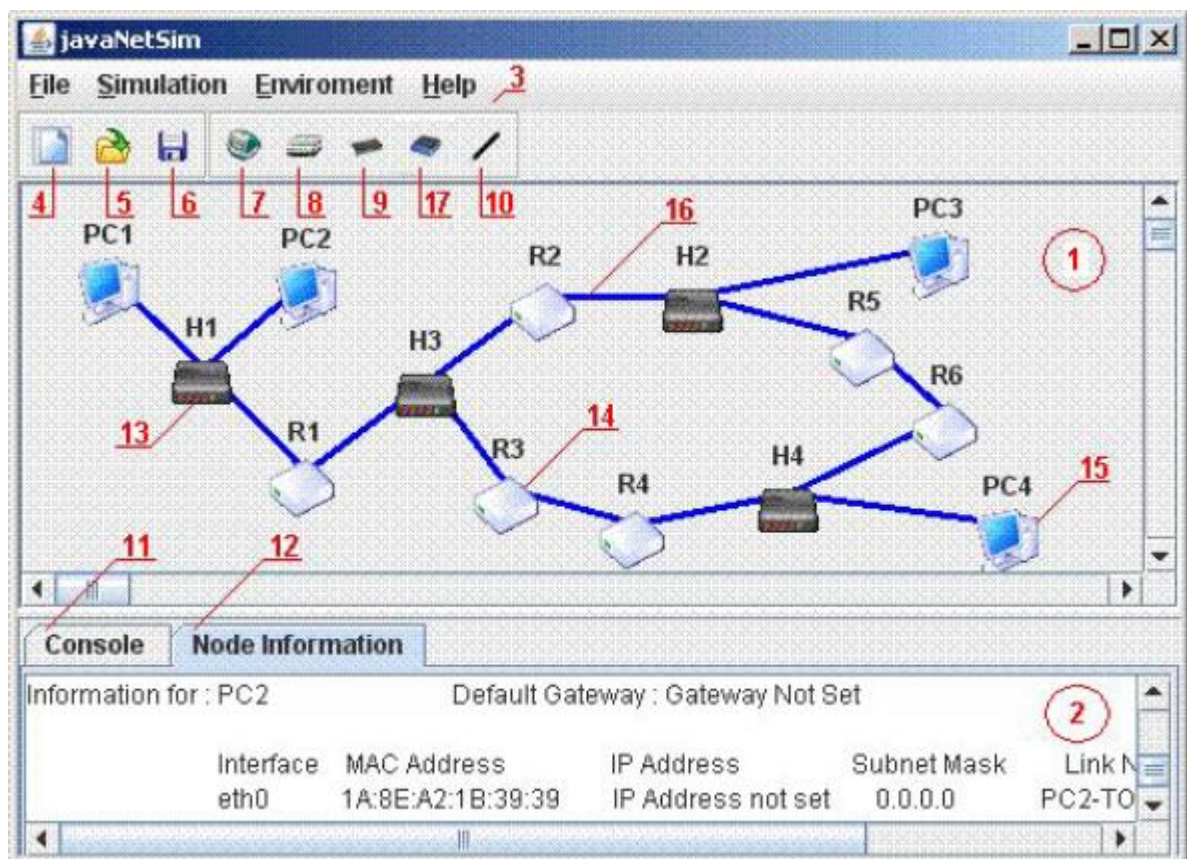 javaNetSim
File Simulation Enviroment Help 3
4 5 6 7 8 9 17 10
PC1 PC2 16 PC3
1
R2 H2
H1 H3 R5
R6
13 R1 R3 14 H4
R4 PC4 15
11 12
Console Node Information
Information for : PC2 Default Gateway : Gateway Not Set
2
Interface MAC Address IP Address Subnet Mask Link N
eth0 1A:8E:A2:1B:39:39 IP Address not set 0.0.0.0 PC2-TO